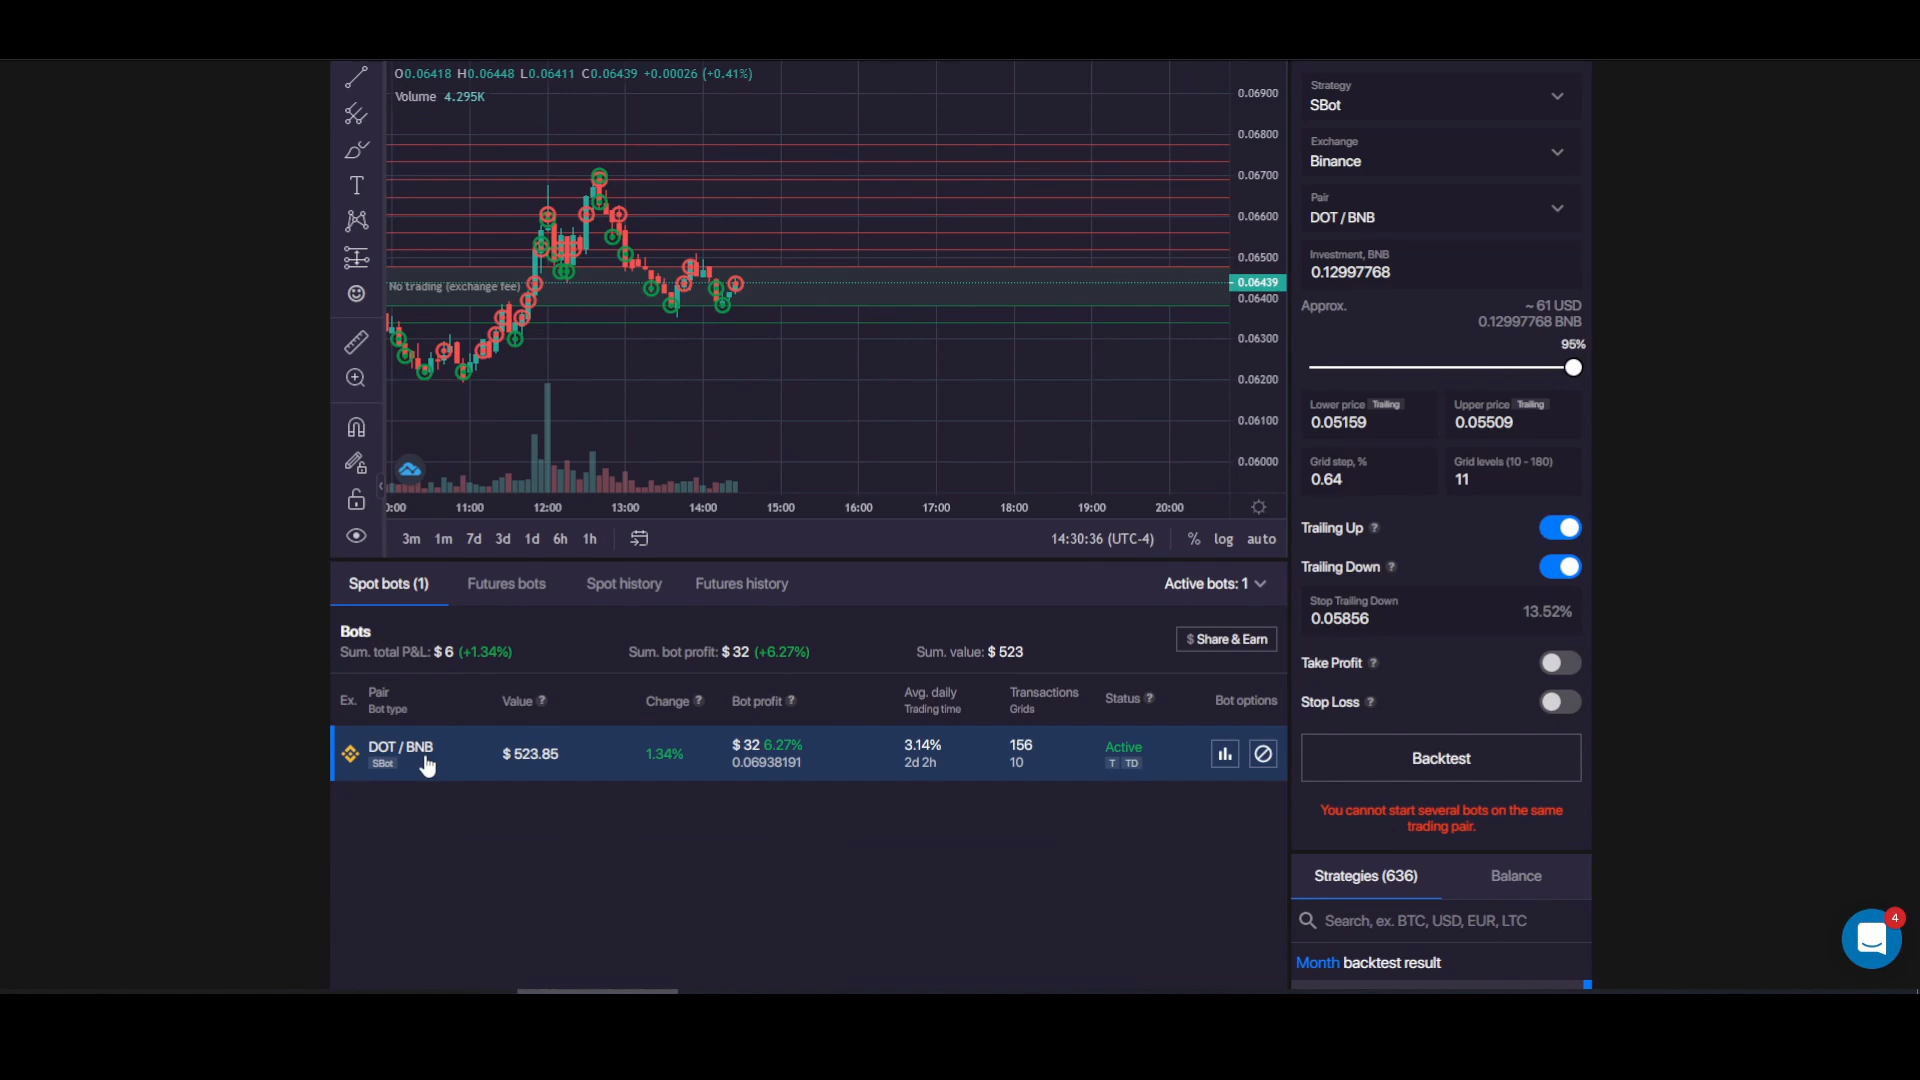 O0.06418 H0.06448 L0.06411 C0.06439 +0.00026 (+0.41%)
Volume 4.295K
No trading (exchange fee)
0.06900
0.06800
0.06700
0.06600
0.06500
0.06439
0.06400
0.06300
0.06200
0.06100
0.06000
0:00 11:00 12:00 13:00 14:00 15:00 16:00 17:00 18:00 19:00 20:00
3m 1m 7d 3d 1d 6h 1h 14:30:36 (UTC-4) % log auto
Spot bots (1) Futures bots Spot history Futures history Active bots: 1
Bots
Sum. total P&L: $ 6 (+1.34%) Sum. bot profit: $ 32 (+6.27%) Sum. value: $ 523 $ Share & Earn
Ex. Pair Value ? Change ? Bot profit ? Avg. daily Transactions Status ? Bot options
Bot type Trading time Grids
DOT / BNB $ 523.85 1.34% $ 32 6.27% 3.14% 156 Active
SBot 0.06938191 2d 2h 10 T TD
Strategy
SBot
Exchange
Binance
Pair
DOT / BNB
Investment, BNB
0.12997768
Approx. ~ 61 USD
0.12997768 BNB
95%
Lower price Trailing Upper price Trailing
0.05159 0.05509
Grid step, % Grid levels (10 - 180)
0.64 11
Trailing Up ?
Trailing Down ?
Stop Trailing Down
0.05856 13.52%
Take Profit ?
Stop Loss ?
Backtest
You cannot start several bots on the same
trading pair.
Strategies (636) Balance
Search, ex. BTC, USD, EUR, LTC
Month backtest result
4